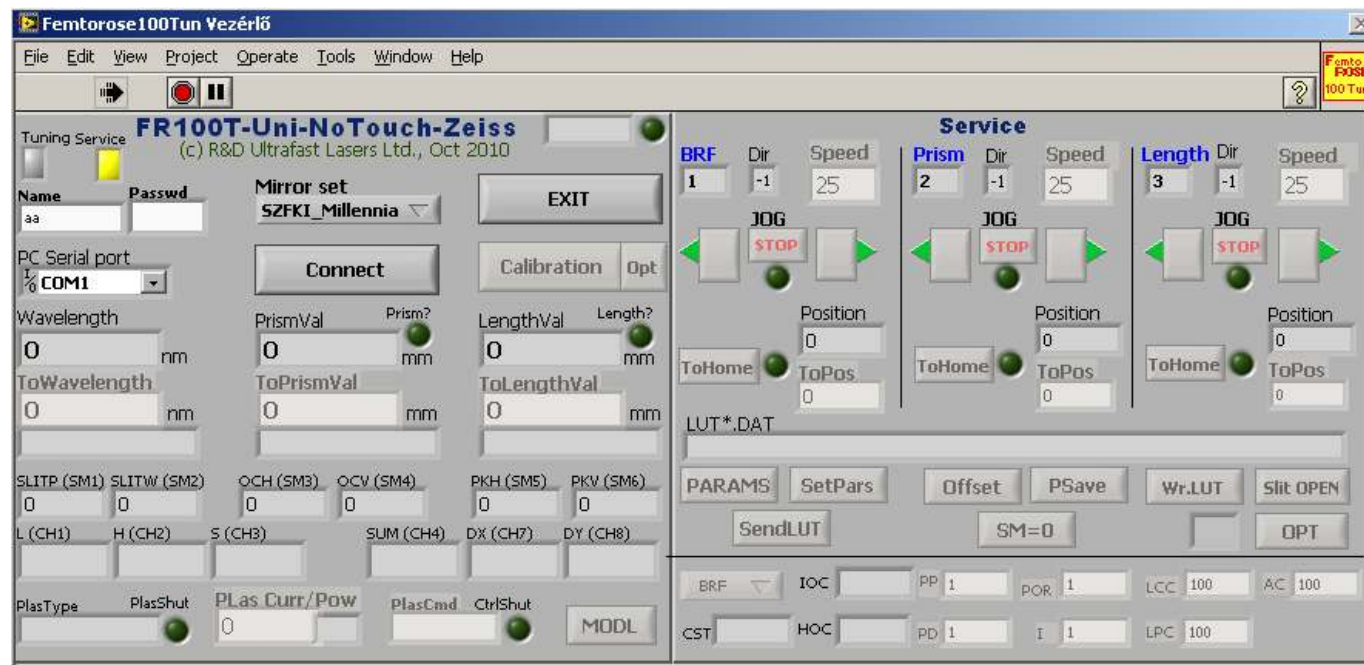 Femtorose100Tun Vezérlő
File Edit View Project Operate Tools Window Help
Femto
ROSE
100 Tun
?
Tuning Service
FR100T-Uni-NoTouch-Zeiss
(c) R&D Ultrafast Lasers Ltd., Oct 2010
Name Passwd
aa
Mirror set
SZFKI_Millennia
EXIT
PC Serial port
I/O COM1
Connect
Calibration Opt
Wavelength PrismVal Prism? LengthVal Length?
0 nm 0 mm 0 mm
ToWavelength ToPrismVal ToLengthVal
0 nm 0 mm 0 mm
SLITP (SM1) SLITW (SM2) OCH (SM3) OCV (SM4) PKH (SM5) PKV (SM6)
0 0 0 0 0 0
L (CH1) H (CH2) S (CH3) SUM (CH4) DX (CH7) DY (CH8)
PlasType PlasShut PLas Curr/Pow PlasCmd CtrlShut
0 MODL
Service
BRF Dir Speed Prism Dir Speed Length Dir Speed
1 -1 25 2 -1 25 3 -1 25
JOG JOG JOG
STOP STOP STOP
Position Position Position
0 0 0
ToHome ToPos ToHome ToPos ToHome ToPos
0 0 0
LUT*.DAT
PARAMS SetPars Offset PSave Wr.LUT Slit OPEN
SendLUT SM=0 OPT
BRF IOC PP 1 POR 1 LCC 100 AC 100
CST HOC PD 1 I 1 LPC 100